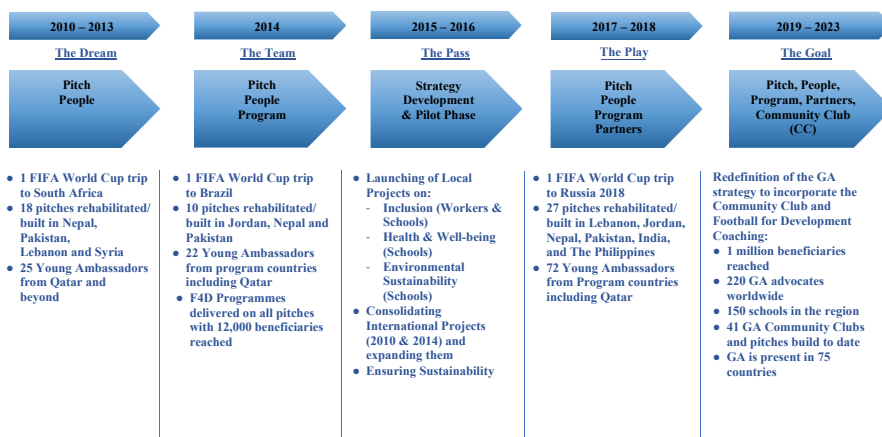 2010 – 2013
The Dream
Pitch
People
● 1 FIFA World Cup trip
to South Africa
● 18 pitches rehabilitated/
built in Nepal,
Pakistan,
Lebanon and Syria
● 25 Young Ambassadors
from Qatar and
beyond
2014
The Team
Pitch
People
Program
● 1 FIFA World Cup trip
to Brazil
● 10 pitches rehabilitated/
built in Jordan, Nepal and
Pakistan
● 22 Young Ambassadors
from program countries
including Qatar
● F4D Programmes
delivered on all pitches
with 12,000 beneficiaries
reached
2015 – 2016
The Pass
Strategy
Development
& Pilot Phase
● Launching of Local
Projects on:
- Inclusion (Workers &
Schools)
- Health & Well-being
(Schools)
- Environmental
Sustainability
(Schools)
● Consolidating
International Projects
(2010 & 2014) and
expanding them
● Ensuring Sustainability
2017 – 2018
The Play
Pitch
People
Program
Partners
● 1 FIFA World Cup trip
to Russia 2018
● 27 pitches rehabilitated/
built in Lebanon, Jordan,
Nepal, Pakistan, India,
and The Philippines
● 72 Young Ambassadors
from Program countries
including Qatar
2019 – 2023
The Goal
Pitch, People,
Program, Partners,
Community Club
(CC)
Redefinition of the GA
strategy to incorporate the
Community Club and
Football for Development
Coaching:
● 1 million beneficiaries
reached
● 220 GA advocates
worldwide
● 150 schools in the region
● 41 GA Community Clubs
and pitches build to date
● GA is present in 75
countries